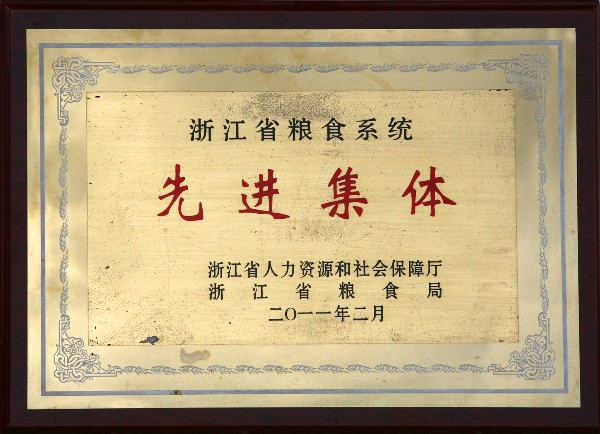 浙江省粮食系统
先进集体
浙江省人力资源和社会保障厅
浙江省粮食局
二〇一一年二月